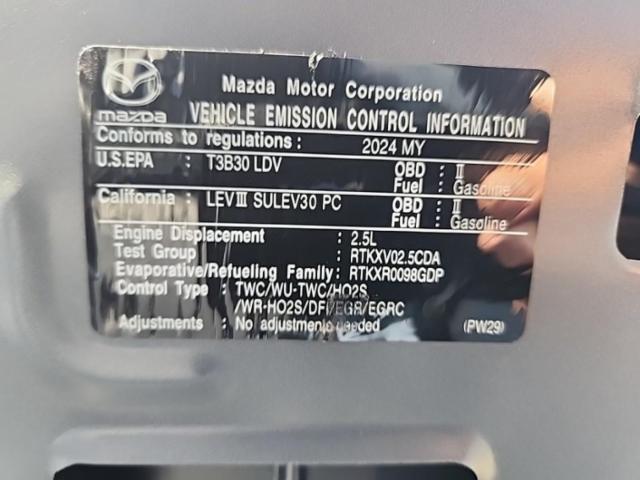 Mazda Motor Corporation
mazda
VEHICLE EMISSION CONTROL INFORMATION
Conforms to regulations : 2024 MY
U.S.EPA : T3B30 LDV OBD : II
Fuel : Gasoline
California : LEVIII SULEV30 PC OBD : II
Fuel : Gasoline
Engine Displacement : 2.5L
Test Group : RTKXV02.5CDA
Evaporative/Refueling Family: RTKXR0098GDP
Control Type : TWC/WU-TWC/HO2S
/WR-HO2S/DFI/EGR/EGRC
Adjustments : No adjustments needed (PW29)